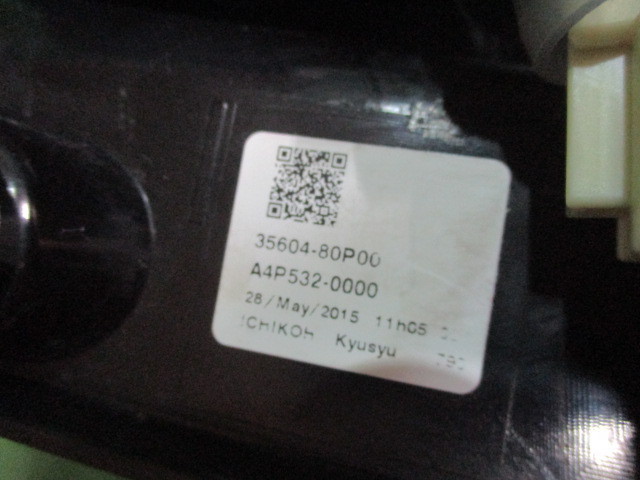 35604-80P00
A4P532-0000
28/May/2015 11h05
ICHIKOH Kyusyu